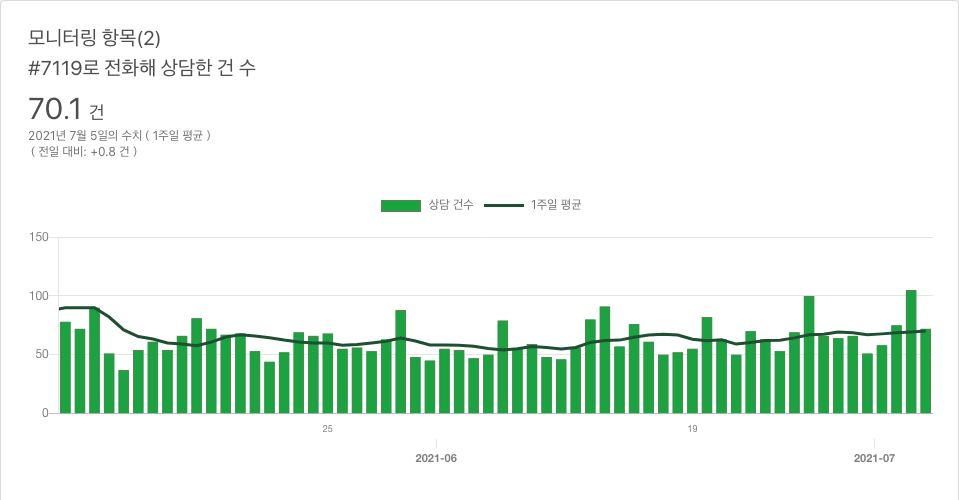 모니터링 항목(2)
#7119로 전화해 상담한 건 수
70.1 건
2021년 7월 5일의 수치 ( 1주일 평균 )
( 전일 대비: +0.8 건 )
상담 건수 1주일 평균
150
100
50
0
25 19
2021-06 2021-07